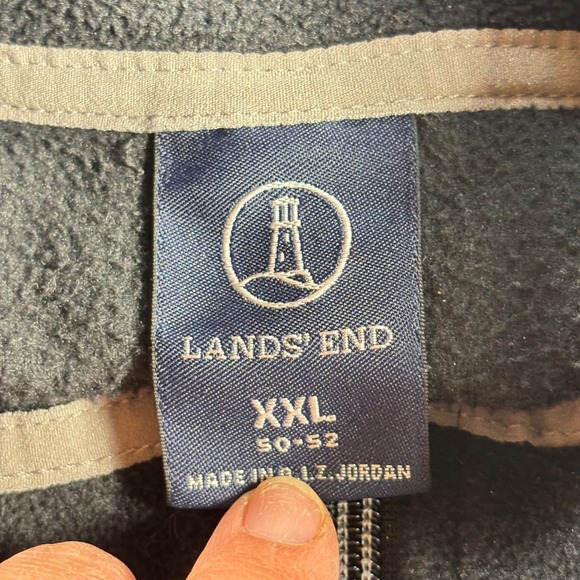 LANDS' END
XXL
50-52
MADE IN Q.I.Z. JORDAN